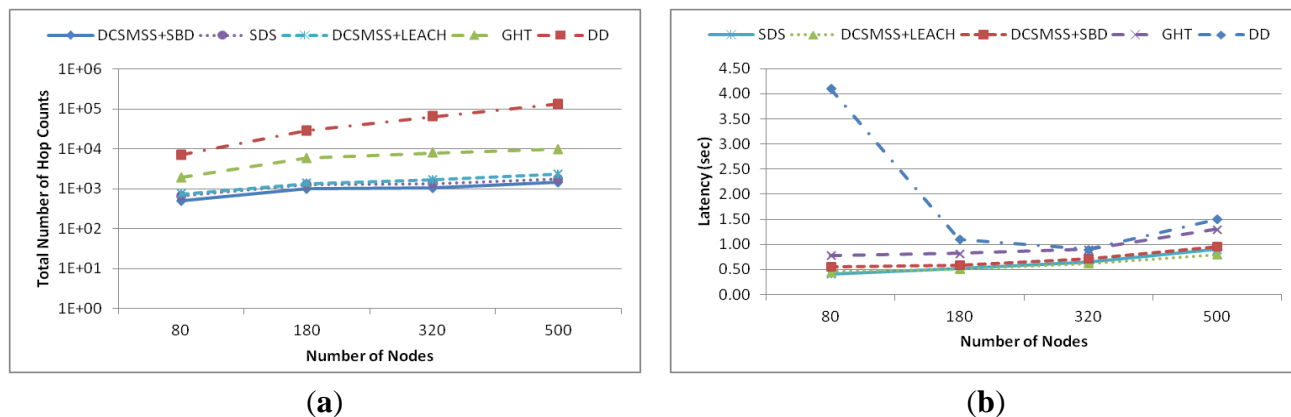 DCSMSS+SBD SDS DCSMSS+LEACH GHT DD
1E+06
1E+05
1E+04
1E+03
1E+02
1E+01
1E+00
Total Number of Hop Counts
80 180 320 500
Number of Nodes
(a)
SDS DCSMSS+LEACH DCSMSS+SBD GHT DD
4.50
4.00
3.50
3.00
2.50
2.00
1.50
1.00
0.50
0.00
Latency (sec)
80 180 320 500
Number of Nodes
(b)